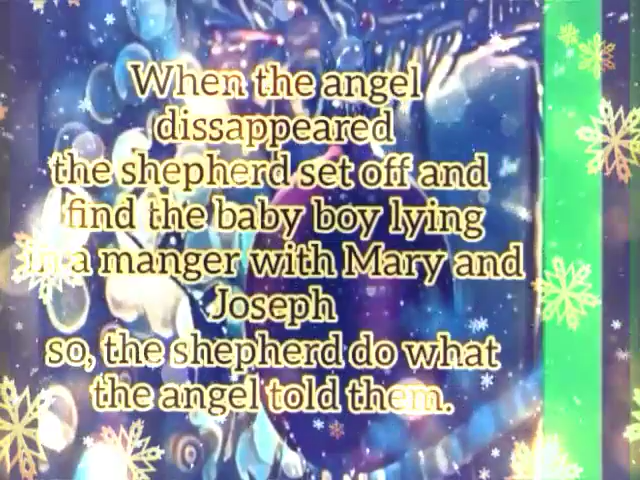 When the angel
dissappeared
the shepherd set off and
find the baby boy lying
in a manger with Mary and
Joseph
so, the shepherd do what
the angel told them.